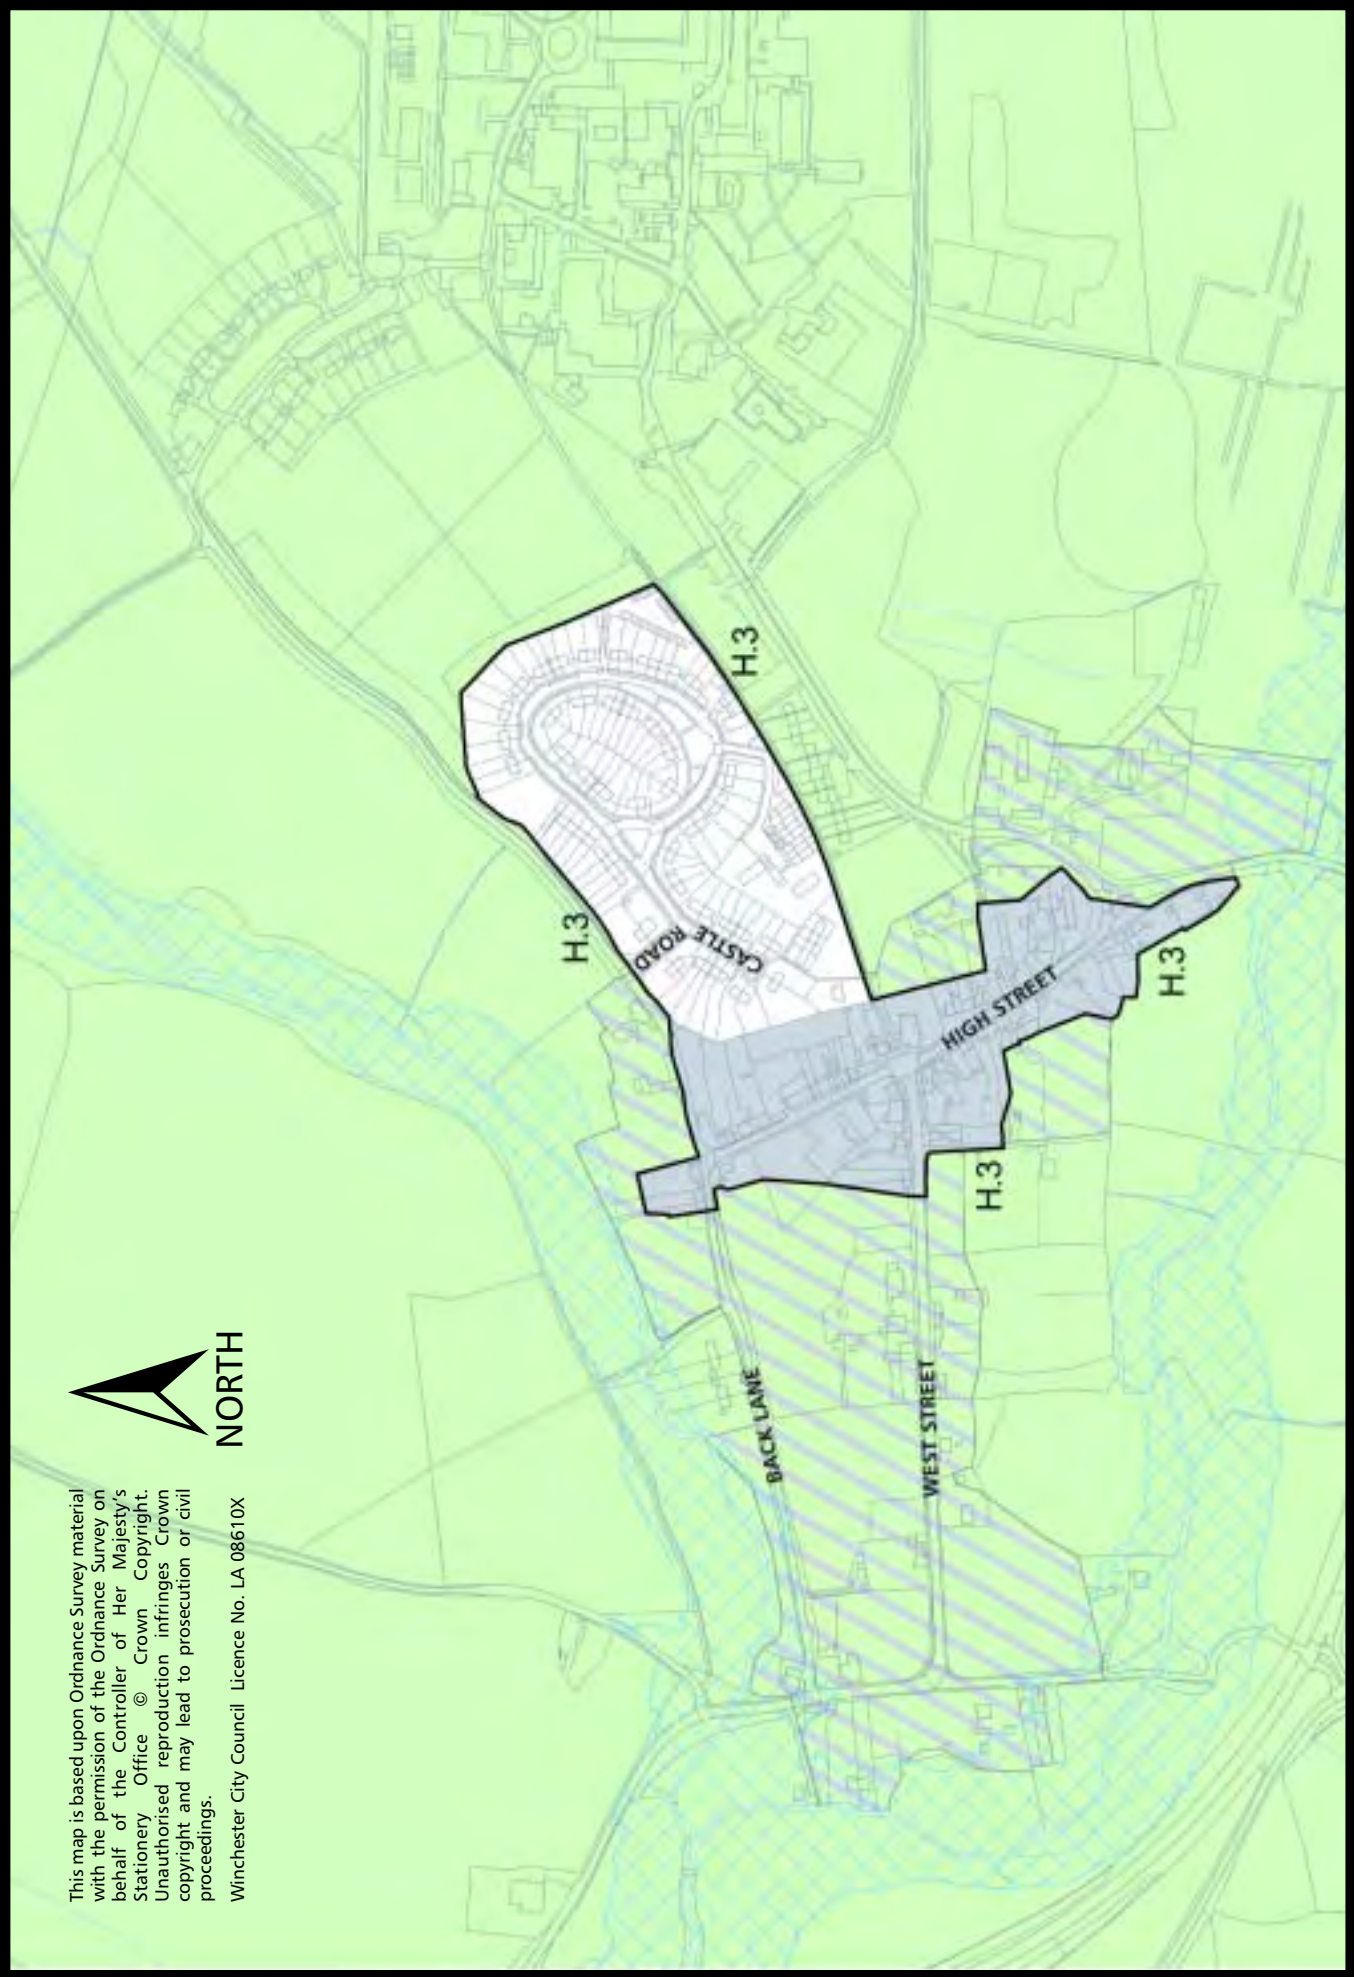 This map is based upon Ordnance Survey material
with the permission of the Ordnance Survey on
behalf of the Controller of Her Majesty's
Stationery Office © Crown Copyright.
Unauthorised reproduction infringes Crown
copyright and may lead to prosecution or civil
proceedings.
Winchester City Council Licence No. LA 08610X
NORTH
H.3
CASTLE ROAD
H.3
HIGH STREET
H.3
H.3
BACK LANE
WEST STREET